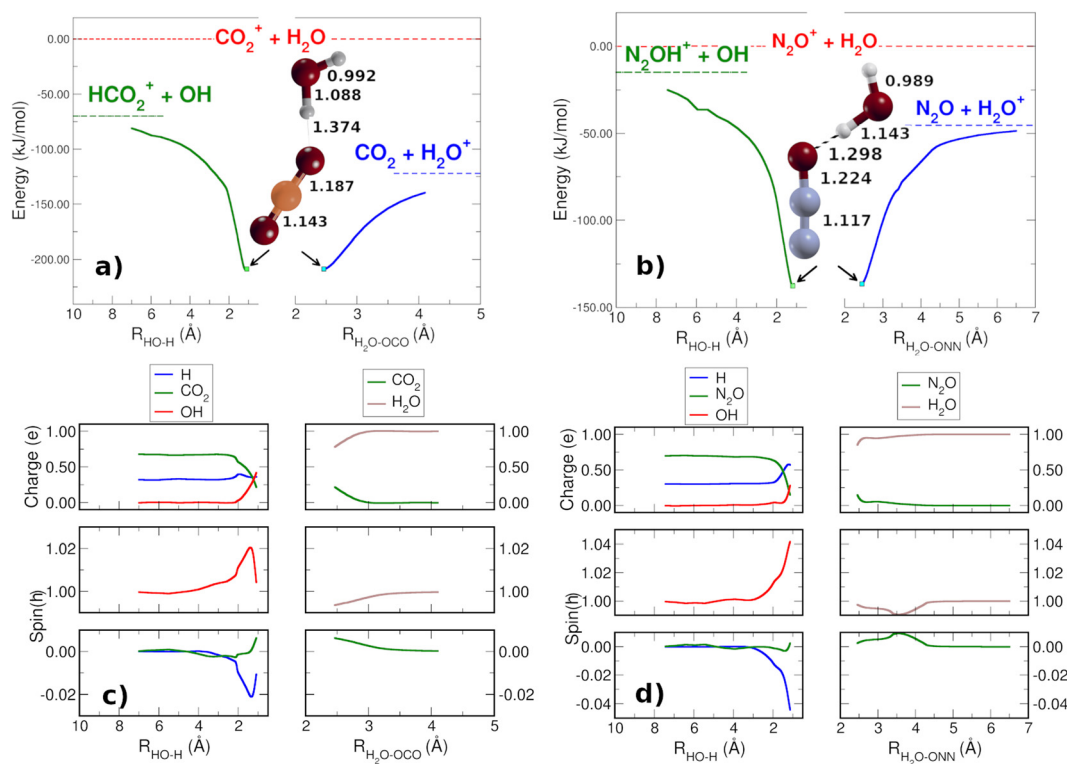 CO2+ + H2O
0.00
-50.00
-100.00
-150.00
-200.00
Energy (kJ/mol)
HCO2+ + OH
CO2 + H2O+
0.992
1.088
1.374
1.187
1.143
a)
10 8 6 4 2
2 3 4 5
R_HO-H (Å)
R_H2O-OCO (Å)
N2O+ + H2O
0.00
-50.00
-100.00
-150.00
Energy (kJ/mol)
N2OH+ + OH
N2O + H2O+
0.989
1.143
1.298
1.224
1.117
b)
10 8 6 4 2
2 3 4 5 6 7
R_HO-H (Å)
R_H2O-ONN (Å)
H
CO2
OH
CO2
H2O
Charge (e)
1.00
0.50
0.00
1.00
0.50
0.00
Spin(h)
1.02
1.00
1.02
1.00
0.00
-0.02
0.00
-0.02
c)
10 8 6 4 2
2 3 4 5
R_HO-H (Å)
R_H2O-OCO (Å)
H
N2O
OH
N2O
H2O
Charge (e)
1.00
0.50
0.00
1.00
0.50
0.00
Spin(h)
1.04
1.02
1.00
1.04
1.02
1.00
0.00
-0.02
-0.04
0.00
-0.02
-0.04
d)
10 8 6 4 2
2 3 4 5 6 7
R_HO-H (Å)
R_H2O-ONN (Å)